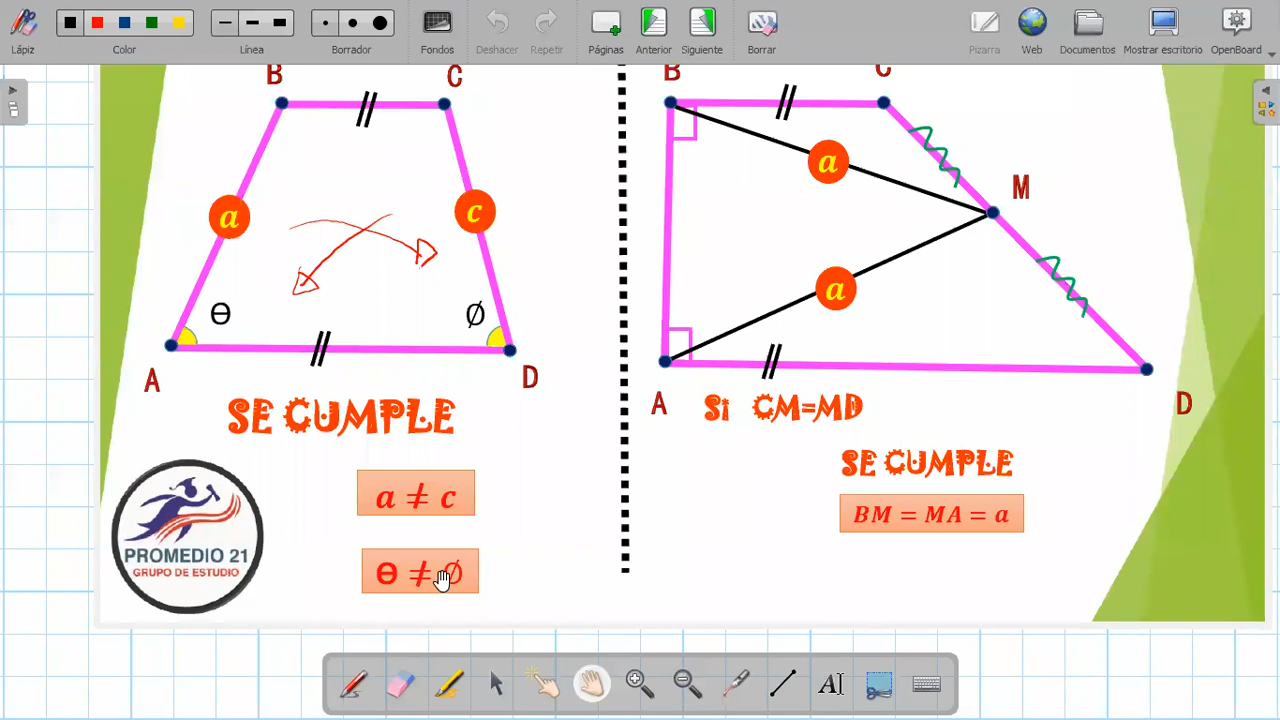 Lápiz
Color
Línea
Borrador
Fondos
Deshacer
Repetir
Páginas
Anterior
Siguiente
Borrar
Pizarra
Web
Documentos
Mostrar escritorio
OpenBoard
B
C
a
c
Ө
Ø
A
D
SE CUMPLE
a ≠ c
Ө ≠ Ø
PROMEDIO 21
GRUPO DE ESTUDIO
B
C
a
M
a
A
D
Si CM=MD
SE CUMPLE
BM = MA = a
AI